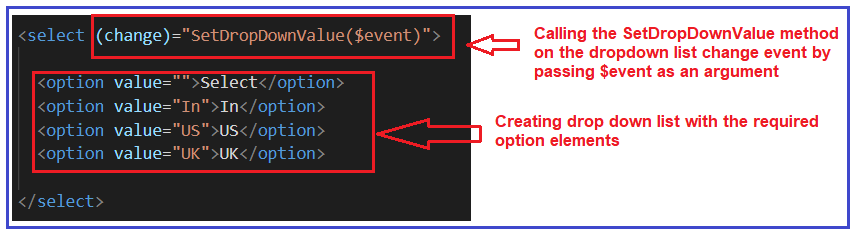 <select (change)="SetDropDownValue($event)">
<option value="">Select</option>
<option value="In">In</option>
<option value="US">US</option>
<option value="UK">UK</option>
</select>
Calling the SetDropDownValue method
on the dropdown list change event by
passing $event as an argument
Creating drop down list with the required
option elements